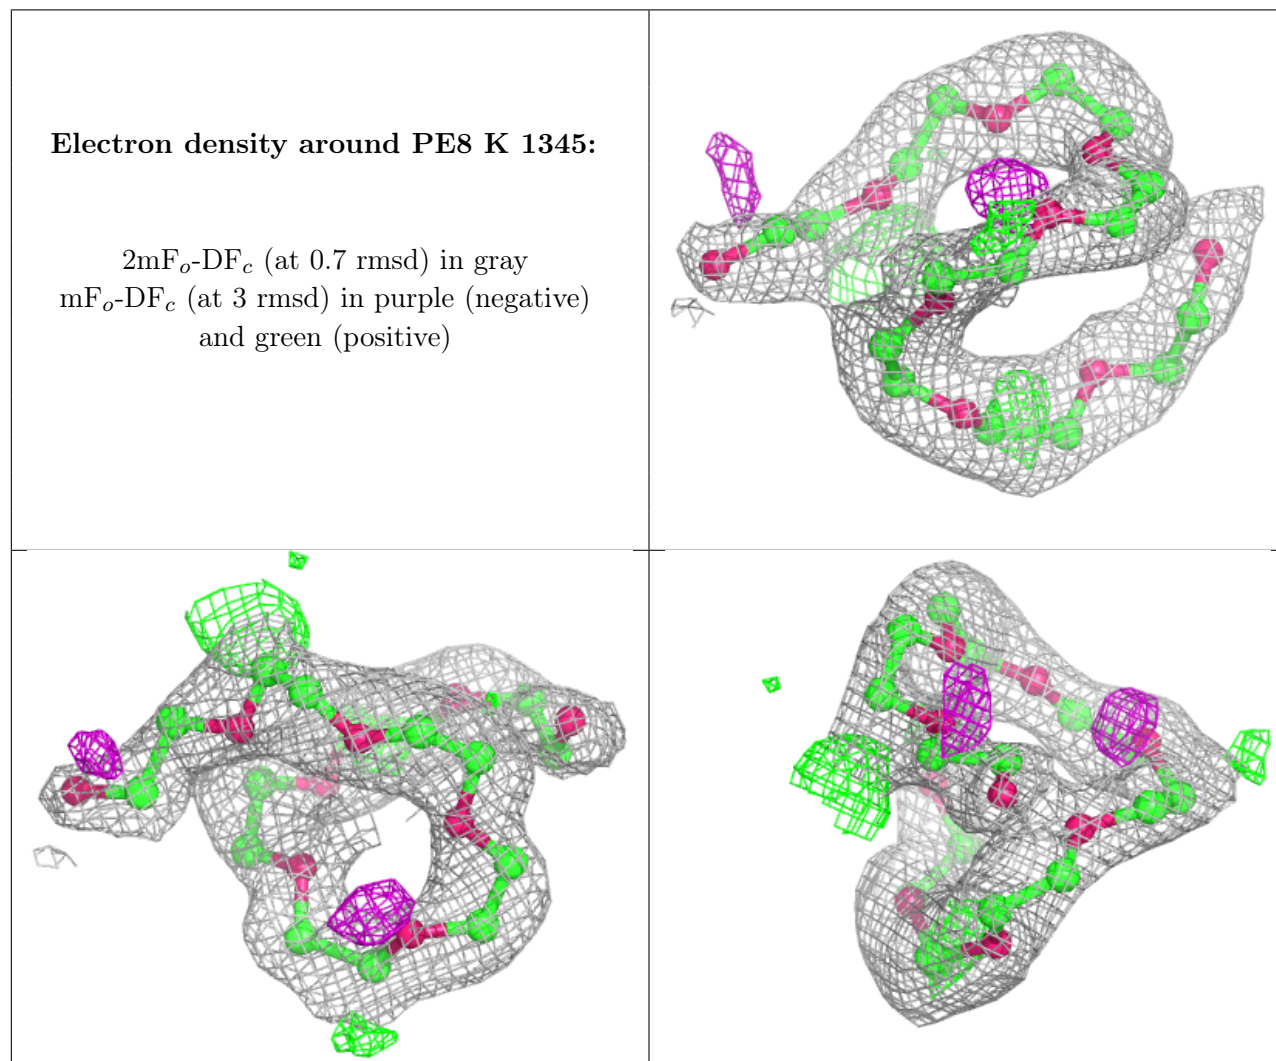 Electron density around PE8 K 1345:
2mFₒ-DF𝒸 (at 0.7 rmsd) in gray
mFₒ-DF𝒸 (at 3 rmsd) in purple (negative)
and green (positive)